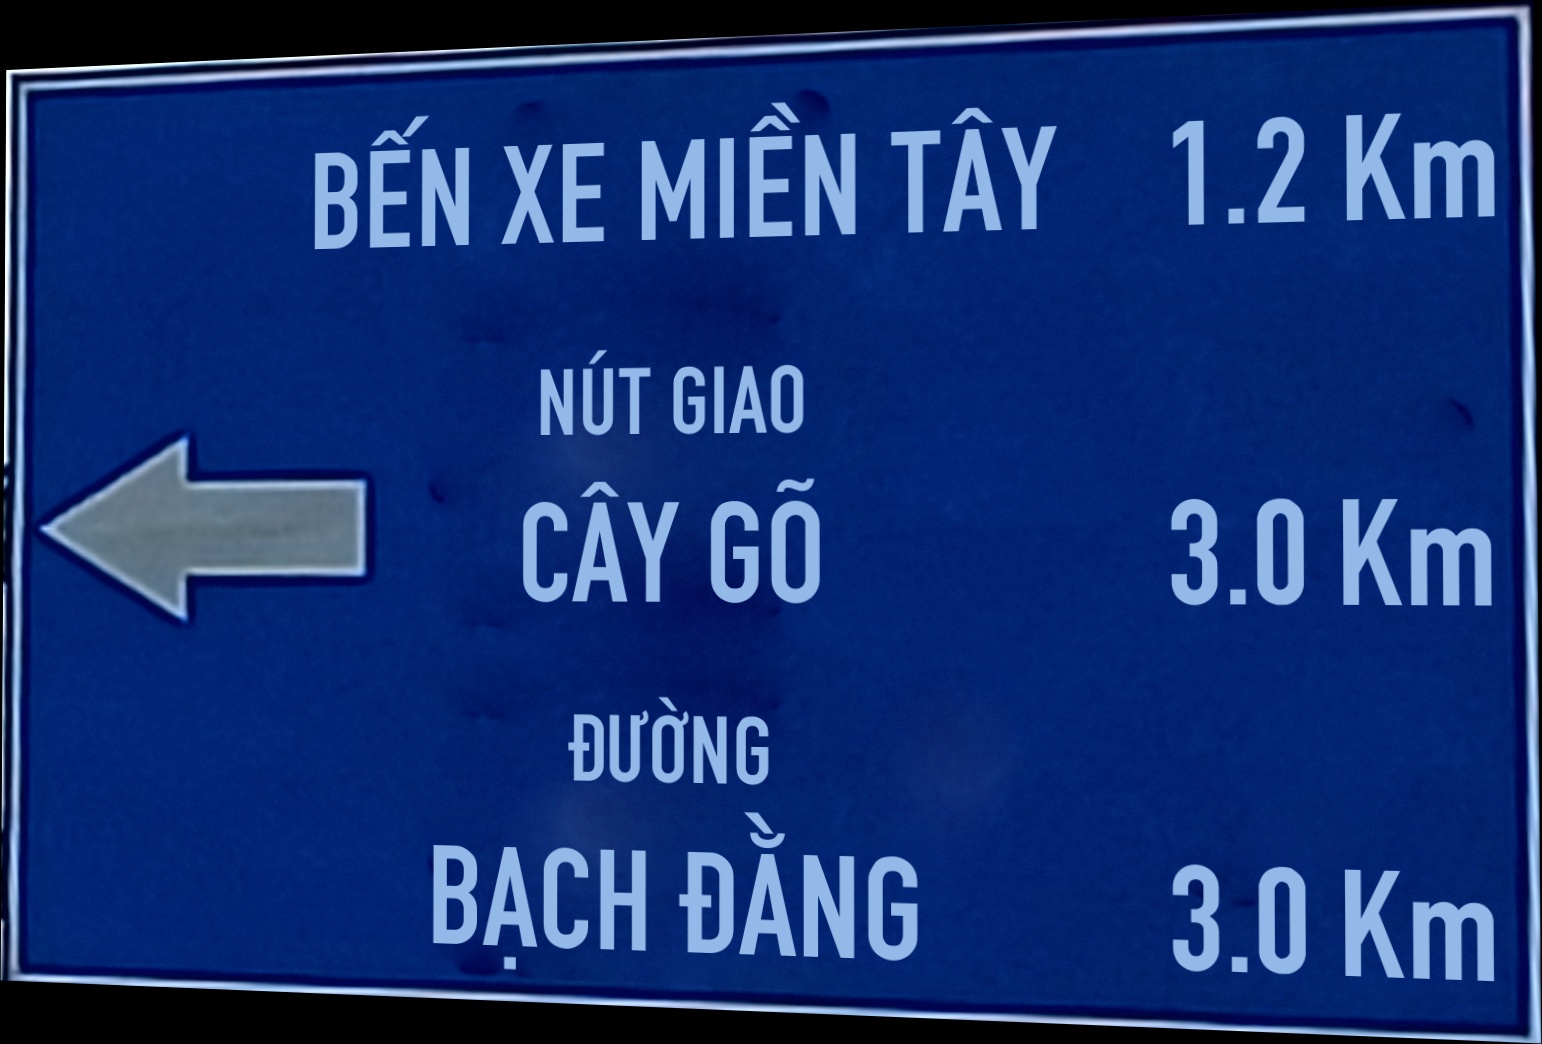 BẾN XE MIỀN TÂY 1.2 Km
NÚT GIAO
CÂY GÕ 3.0 Km
ĐƯỜNG
BẠCH ĐẰNG 3.0 Km